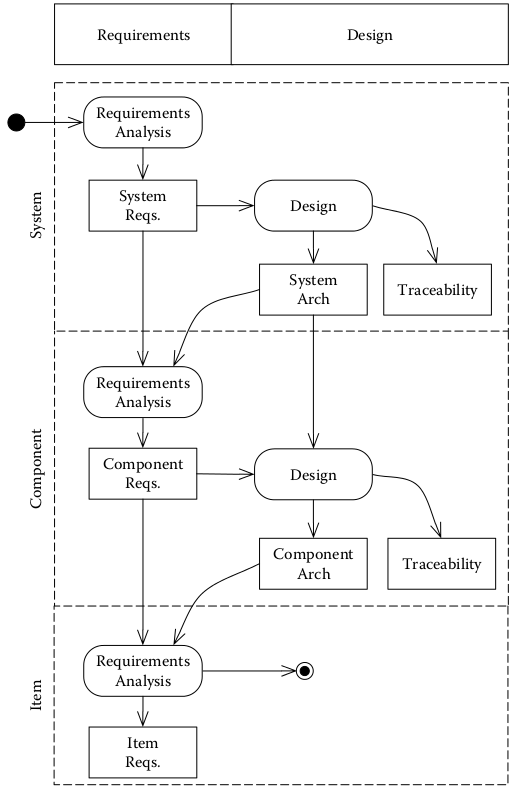 Requirements
Design
System
Requirements
Analysis
System
Reqs.
Design
System
Arch
Traceability
Component
Requirements
Analysis
Component
Reqs.
Design
Component
Arch
Traceability
Item
Requirements
Analysis
Item
Reqs.